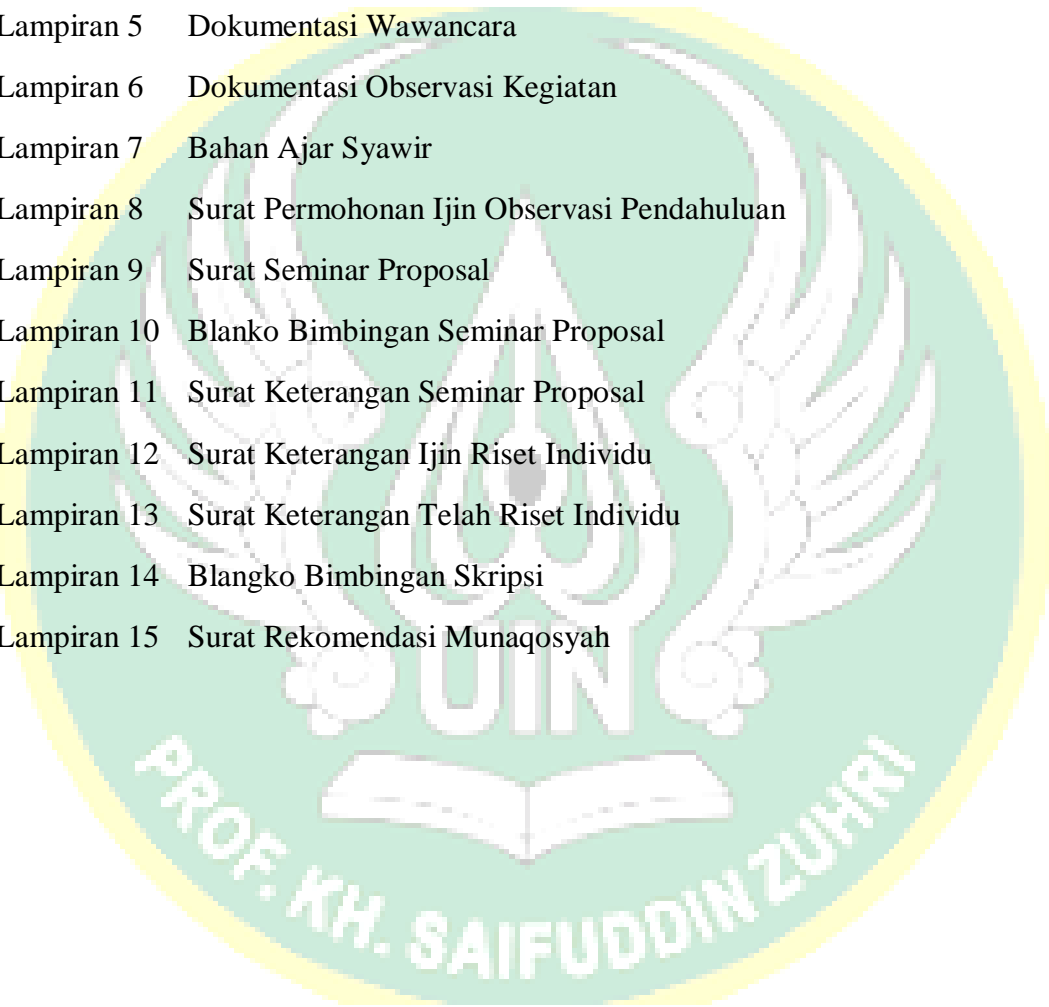 Lampiran 5 Dokumentasi Wawancara
Lampiran 6 Dokumentasi Observasi Kegiatan
Lampiran 7 Bahan Ajar Syawir
Lampiran 8 Surat Permohonan Ijin Observasi Pendahuluan
Lampiran 9 Surat Seminar Proposal
Lampiran 10 Blanko Bimbingan Seminar Proposal
Lampiran 11 Surat Keterangan Seminar Proposal
Lampiran 12 Surat Keterangan Ijin Riset Individu
Lampiran 13 Surat Keterangan Telah Riset Individu
Lampiran 14 Blangko Bimbingan Skripsi
Lampiran 15 Surat Rekomendasi Munaqosyah
UIN
PROF. KH. SAIFUDDIN ZUHRI